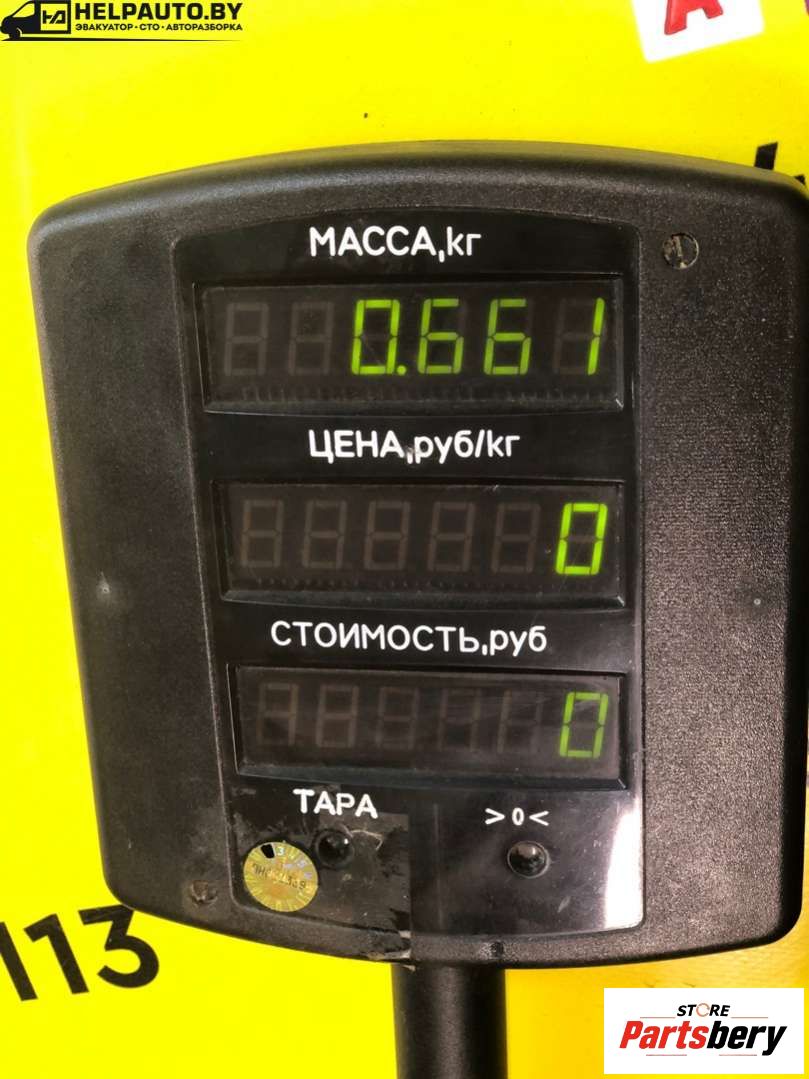 HELPAUTO.BY
ЭВАКУАТОР • СТО • АВТОРАЗБОРКА
МАССА,кг
0.661
ЦЕНА,руб/кг
0
СТОИМОСТЬ,руб
0
ТАРА
>0<
113
STORE
Partsbery